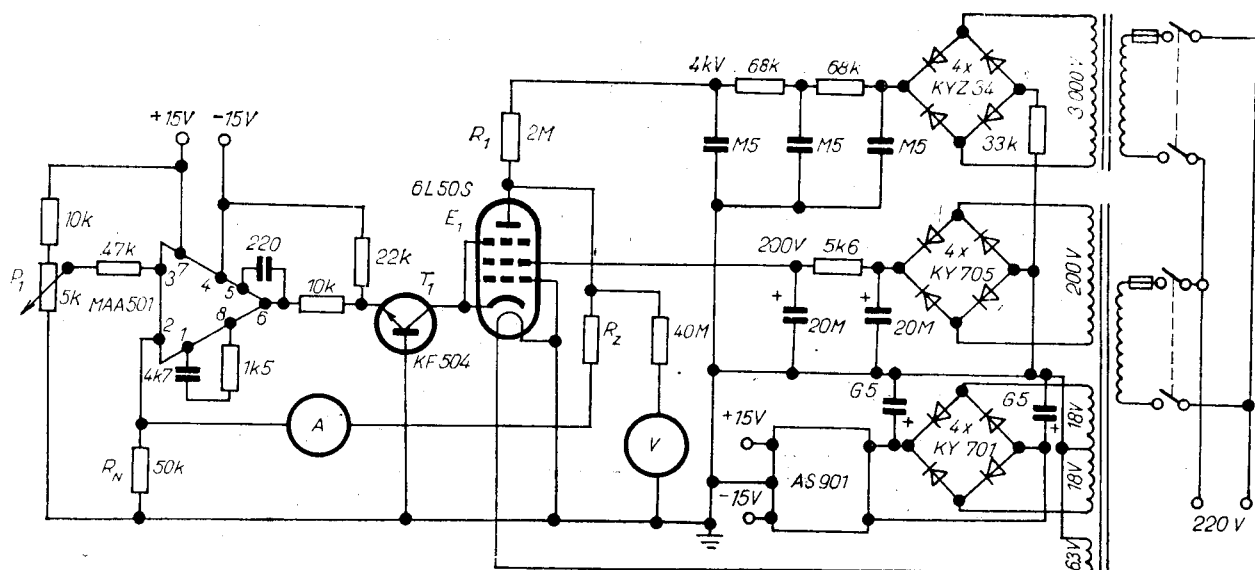 4kV
68k
68k
4x
KYZ34
3000V
+15V
-15V
R1
2M
M5
M5
M5
33k
6L50S
E1
10k
220
22k
200V
5k6
4x
KY705
200V
47k
3
7
4
5
6
P1
5k
MAA501
10k
T1
2
1
8
RZ
40M
20M
20M
4k7
1k5
KF504
G5
G5
A
+15V
4x
KY701
18V
RN
50k
V
AS901
18V
-15V
220V
63V